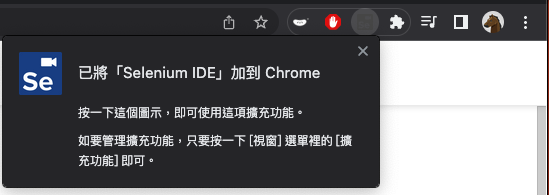 Se
已將「Selenium IDE」加到 Chrome
按一下這個圖示，即可使用這項擴充功能。
如要管理擴充功能，只要按一下 [視窗] 選單裡的 [擴
充功能] 即可。